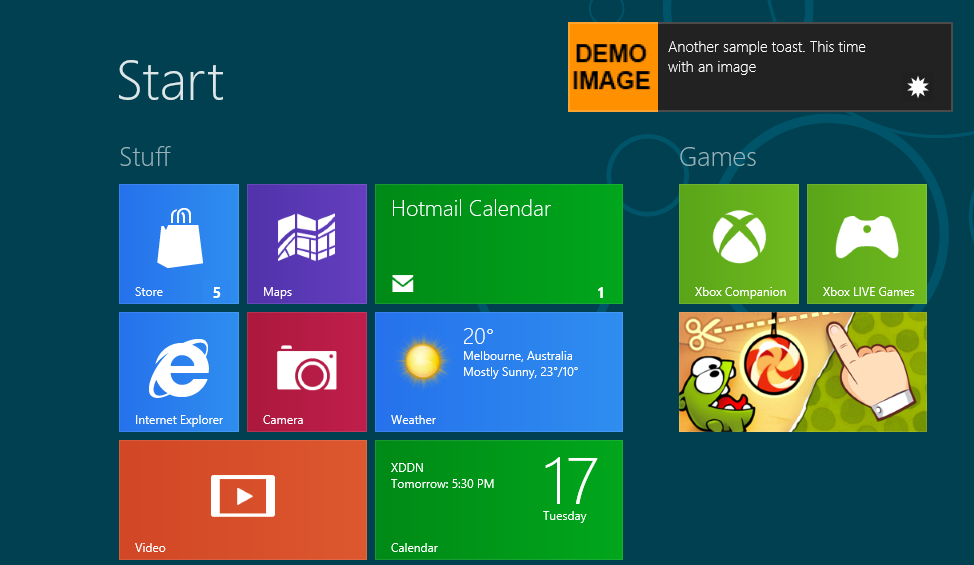 Start
DEMO
IMAGE
Another sample toast. This time
with an image
Stuff
Games
Store
5
Maps
Hotmail Calendar
1
Xbox Companion
Xbox LIVE Games
Internet Explorer
Camera
20°
Melbourne, Australia
Mostly Sunny, 23°/10°
Weather
Video
XDDN
Tomorrow: 5:30 PM
17
Tuesday
Calendar